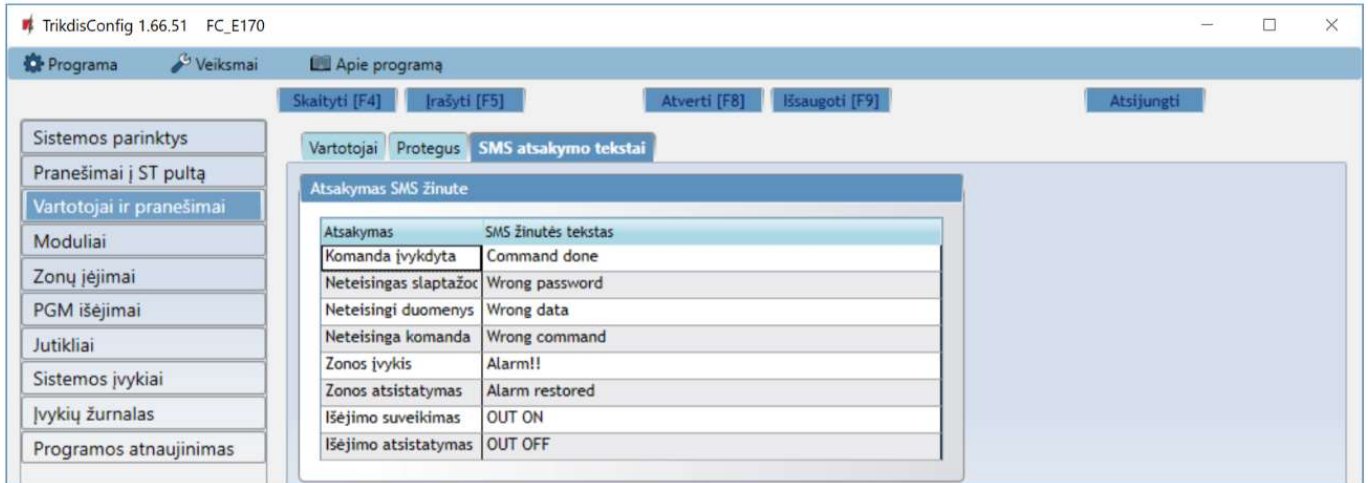 TrikdisConfig 1.66.51 FC_E170
Programa Veiksmai Apie programą
Skaityti [F4] Įrašyti [F5] Atverti [F8] Išsaugoti [F9] Atsijungti
Sistemos parinktys
Pranešimai į ST pultą
Vartotojai ir pranešimai
Moduliai
Zonų įėjimai
PGM išėjimai
Jutikliai
Sistemos įvykiai
Įvykių žurnalas
Programos atnaujinimas
Vartotojai Protegus SMS atsakymo tekstai
Atsakymas SMS žinute
Atsakymas SMS žinutės tekstas
Komanda įvykdyta Command done
Neteisingas slaptažoc Wrong password
Neteisingi duomenys Wrong data
Neteisinga komanda Wrong command
Zonos įvykis Alarm!!
Zonos atsistatymas Alarm restored
Išėjimo suveikimas OUT ON
Išėjimo atsistatymas OUT OFF